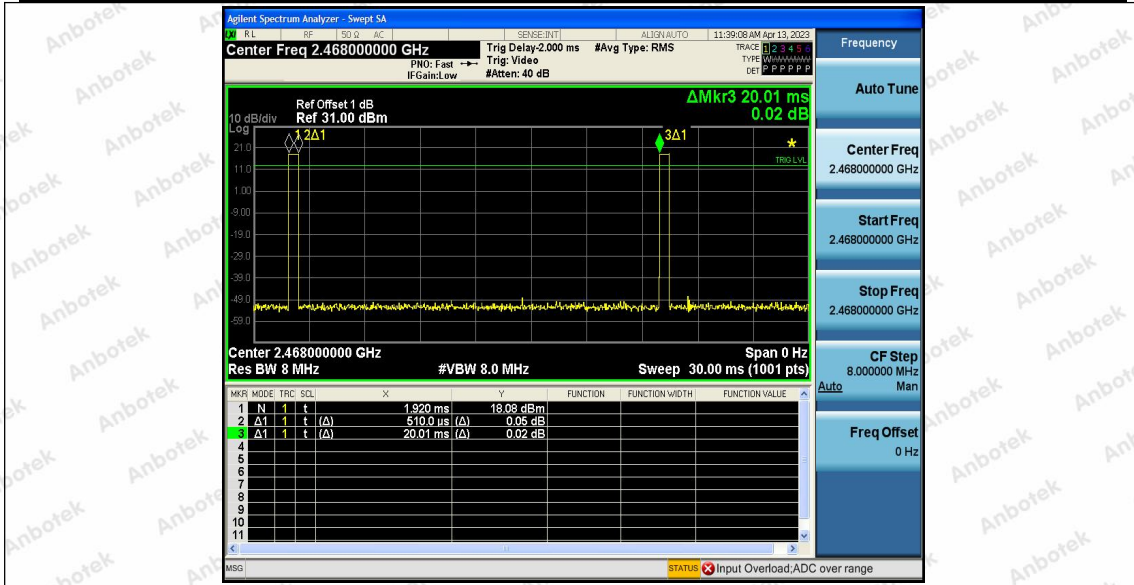 Agilent Spectrum Analyzer - Swept SA
LXI RL RF 50 Ω AC SENSE:INT ALIGN AUTO 11:39:08 AM Apr 13, 2023
Center Freq 2.468000000 GHz Trig Delay-2.000 ms #Avg Type: RMS TRACE 1 2 3 4 5 6
PNO: Fast Trig: Video TYPE WWWWWW
IFGain:Low #Atten: 40 dB DET P P P P P P
ΔMkr3 20.01 ms
0.02 dB
Ref Offset 1 dB
10 dB/div Ref 31.00 dBm
Log
1 2Δ1 3Δ1
21.0
TRIG LVL
11.0
1.00
-9.00
-19.0
-29.0
-39.0
-49.0
-59.0
Center 2.468000000 GHz Span 0 Hz
Res BW 8 MHz #VBW 8.0 MHz Sweep 30.00 ms (1001 pts)
MKR MODE TRC SCL X Y FUNCTION FUNCTION WIDTH FUNCTION VALUE
1 N 1 t 1.920 ms 18.08 dBm
2 Δ1 1 t (Δ) 510.0 µs (Δ) 0.05 dB
3 Δ1 1 t (Δ) 20.01 ms (Δ) 0.02 dB
4
5
6
7
8
9
10
11
MSG STATUS Input Overload;ADC over range
Frequency
Auto Tune
Center Freq
2.468000000 GHz
Start Freq
2.468000000 GHz
Stop Freq
2.468000000 GHz
CF Step
8.000000 MHz
Auto Man
Freq Offset
0 Hz
Anbotek